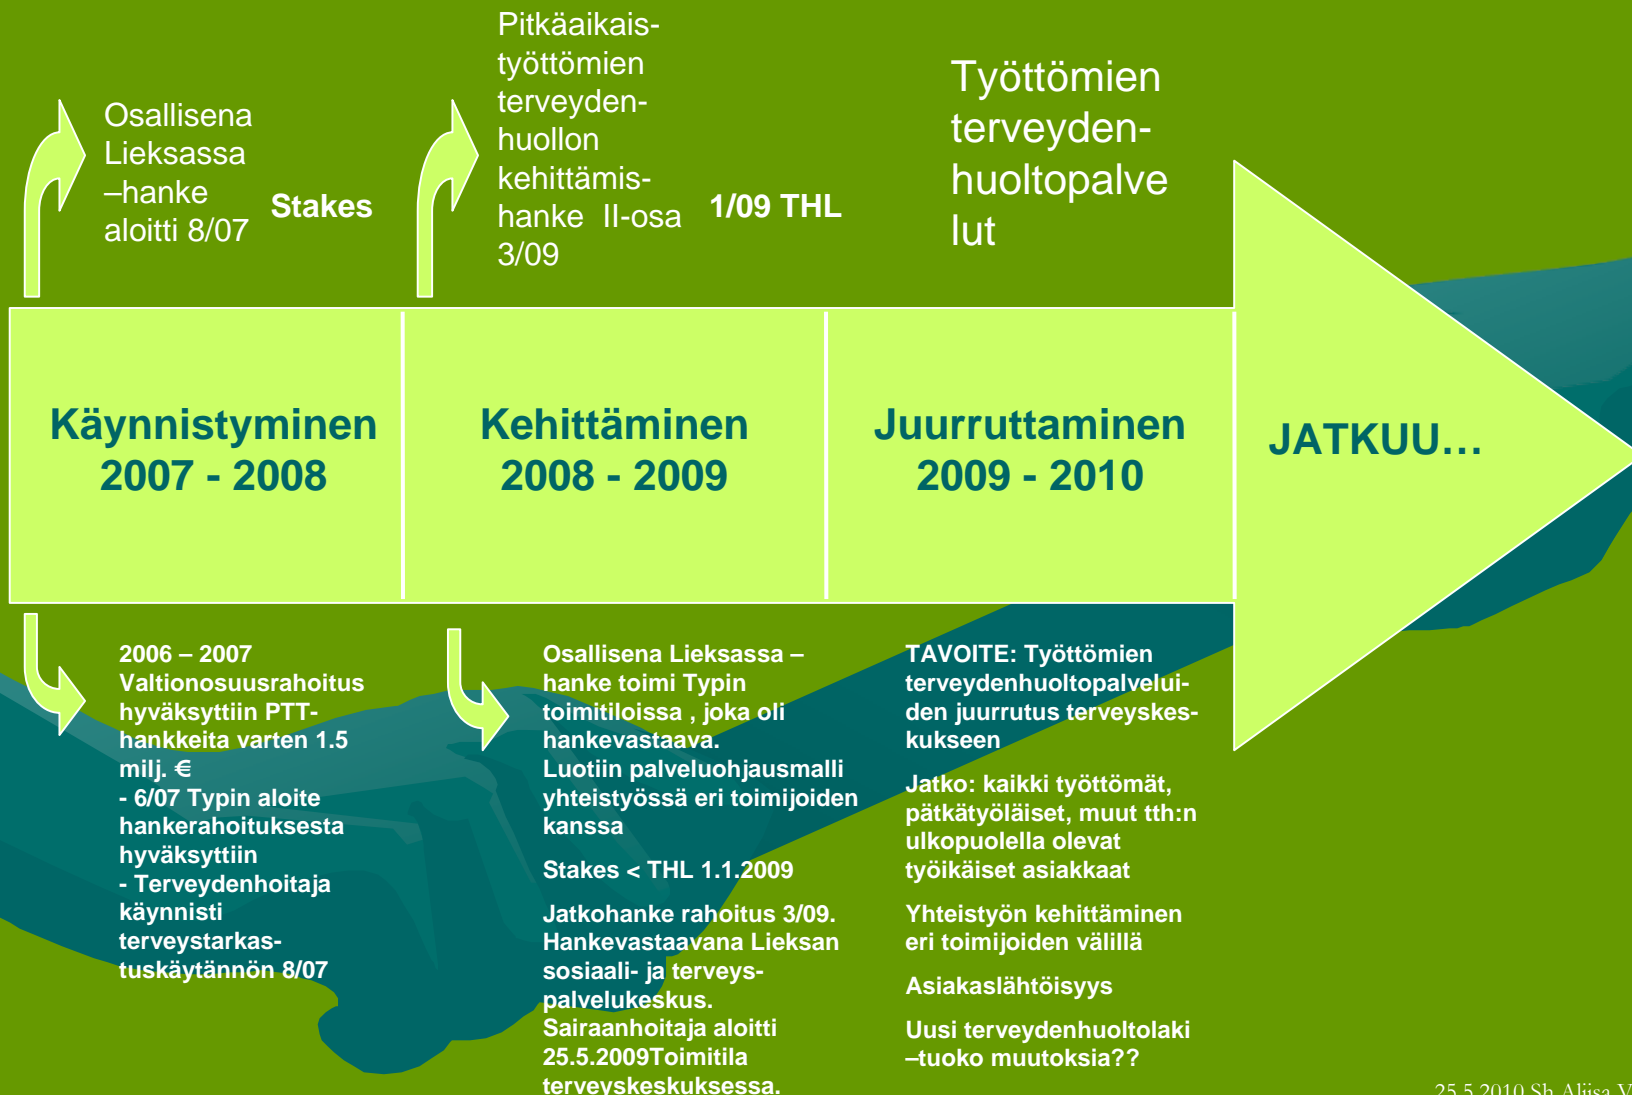 Osallisena
Lieksassa
–hanke
aloitti 8/07
Stakes
Pitkäaikais-
työttömien
terveyden-
huollon
kehittämis-
hanke II-osa
3/09
1/09 THL
Työttömien
terveyden-
huoltopalve
lut
Käynnistyminen
2007 - 2008
Kehittäminen
2008 - 2009
Juurruttaminen
2009 - 2010
JATKUU…
2006 – 2007
Valtionosuusrahoitus
hyväksyttiin PTT-
hankkeita varten 1.5
milj. €
- 6/07 Typin aloite
hankerahoituksesta
hyväksyttiin
- Terveydenhoitaja
käynnisti
terveystarkas-
tuskäytännön 8/07
Osallisena Lieksassa –
hanke toimi Typin
toimitiloissa , joka oli
hankevastaava.
Luotiin palveluohjausmalli
yhteistyössä eri toimijoiden
kanssa
Stakes < THL 1.1.2009
Jatkohanke rahoitus 3/09.
Hankevastaavana Lieksan
sosiaali- ja terveys-
palvelukeskus.
Sairaanhoitaja aloitti
25.5.2009Toimitila
terveyskeskuksessa.
TAVOITE: Työttömien
terveydenhuoltopalvelui-
den juurrutus terveyskes-
kukseen
Jatko: kaikki työttömät,
pätkätyöläiset, muut tth:n
ulkopuolella olevat
työikäiset asiakkaat
Yhteistyön kehittäminen
eri toimijoiden välillä
Asiakaslähtöisyys
Uusi terveydenhuoltolaki
–tuoko muutoksia??
25.5.2010 Sh